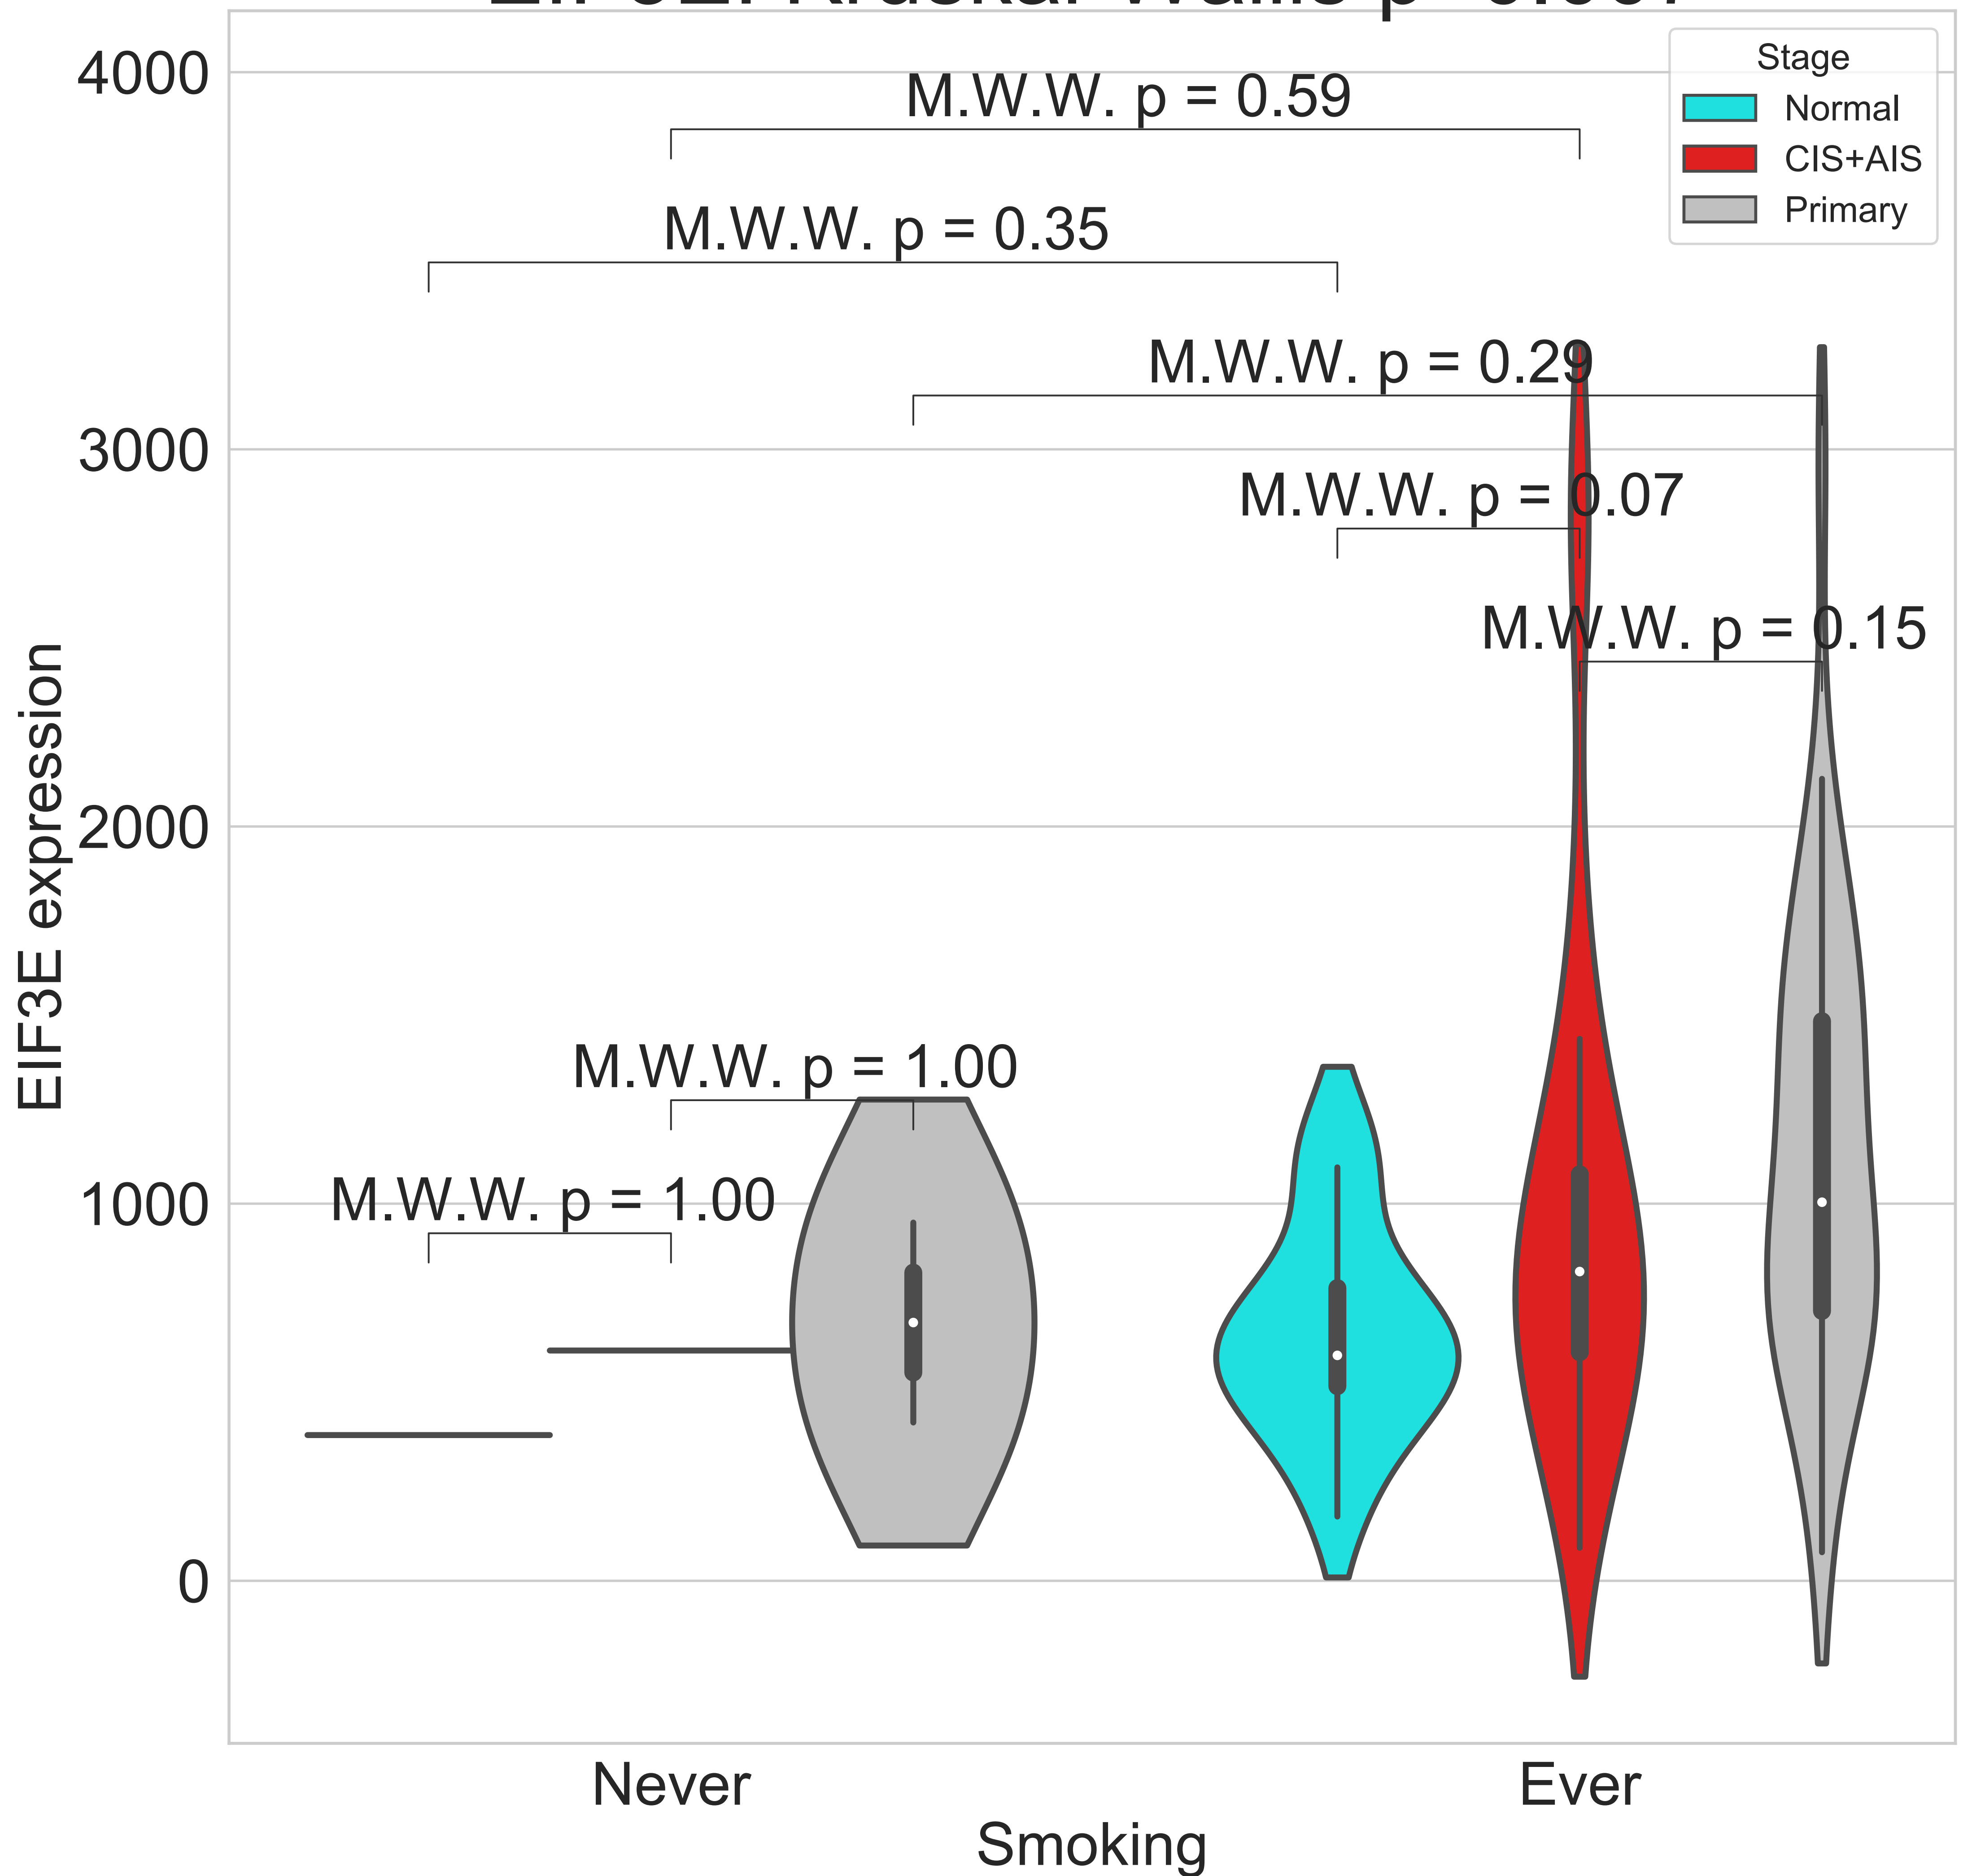 4000
3000
2000
1000
0
EIF3E expression
Stage
Normal
CIS+AIS
Primary
M.W.W. p = 0.59
M.W.W. p = 0.35
M.W.W. p = 0.29
M.W.W. p = 0.07
M.W.W. p = 0.15
M.W.W. p = 1.00
M.W.W. p = 1.00
Never
Ever
Smoking